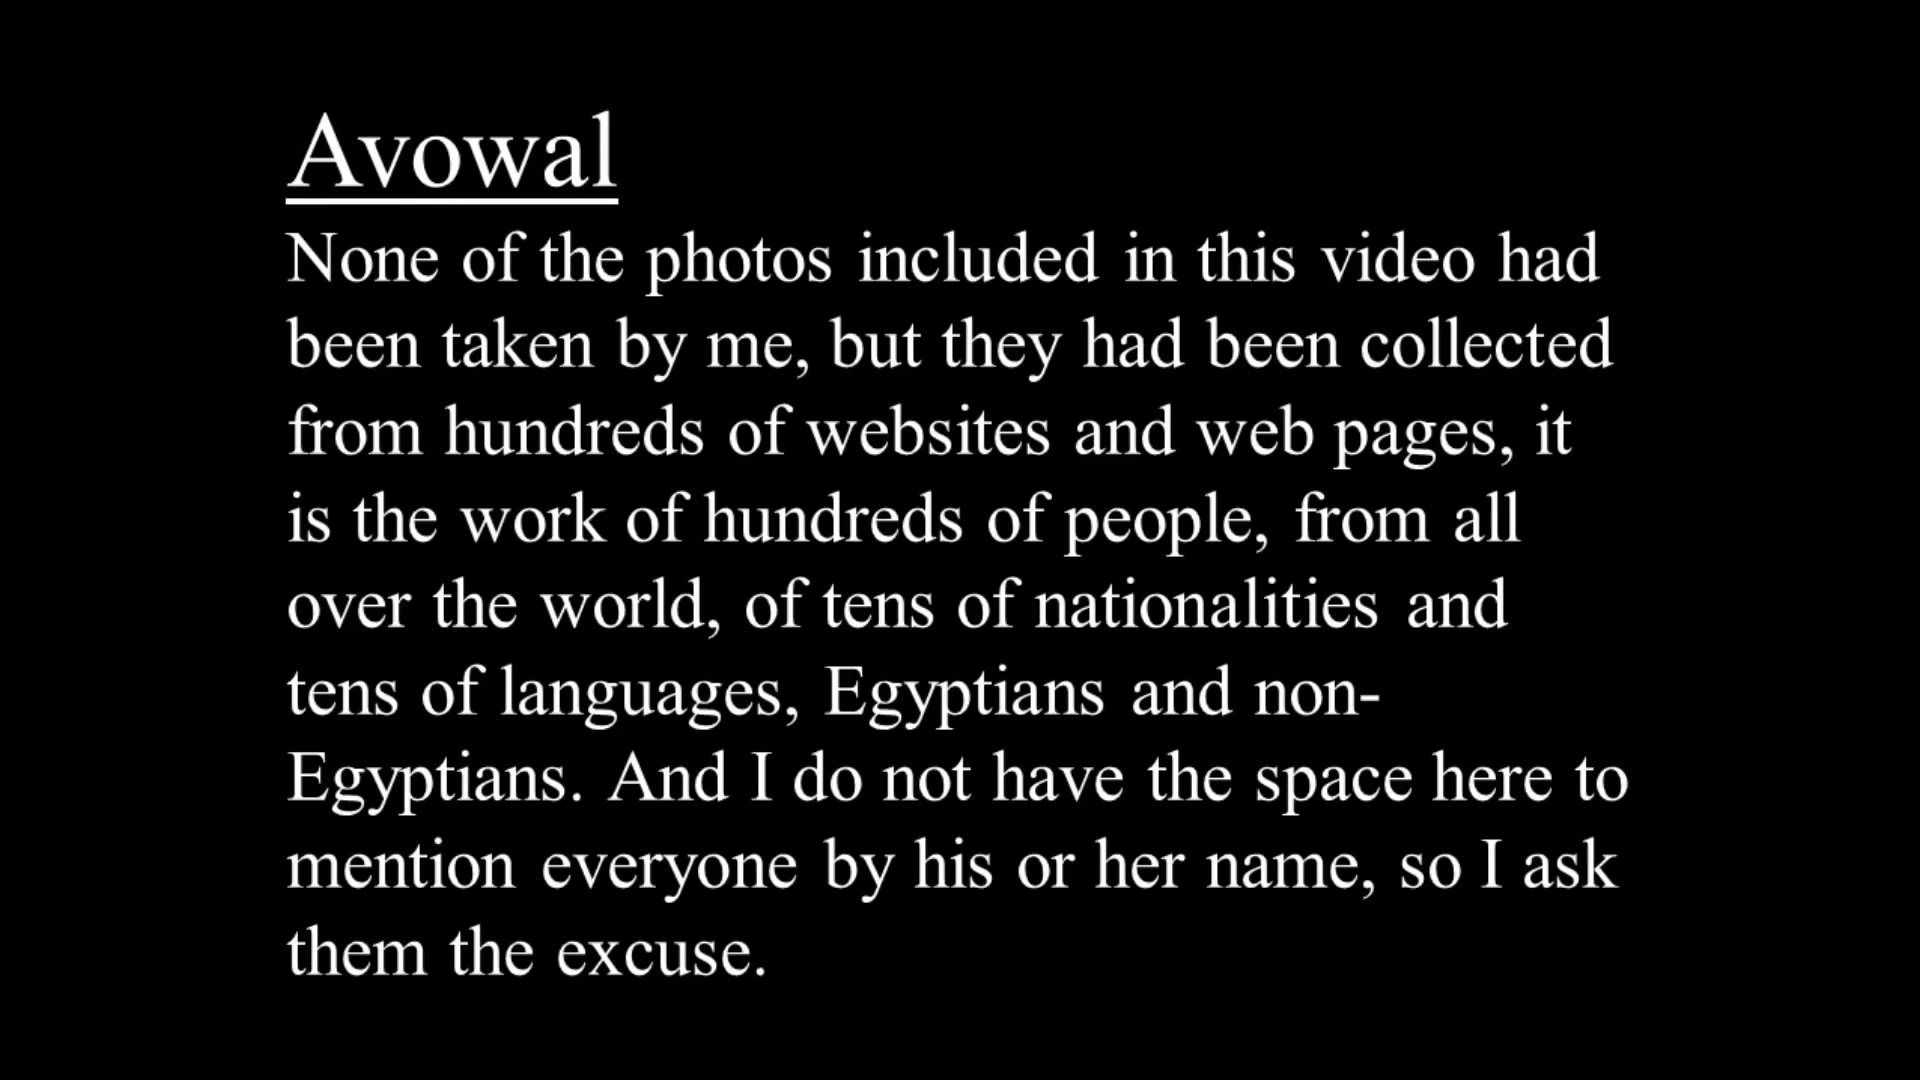 Avowal
None of the photos included in this video had
been taken by me, but they had been collected
from hundreds of websites and web pages, it
is the work of hundreds of people, from all
over the world, of tens of nationalities and
tens of languages, Egyptians and non-
Egyptians. And I do not have the space here to
mention everyone by his or her name, so I ask
them the excuse.